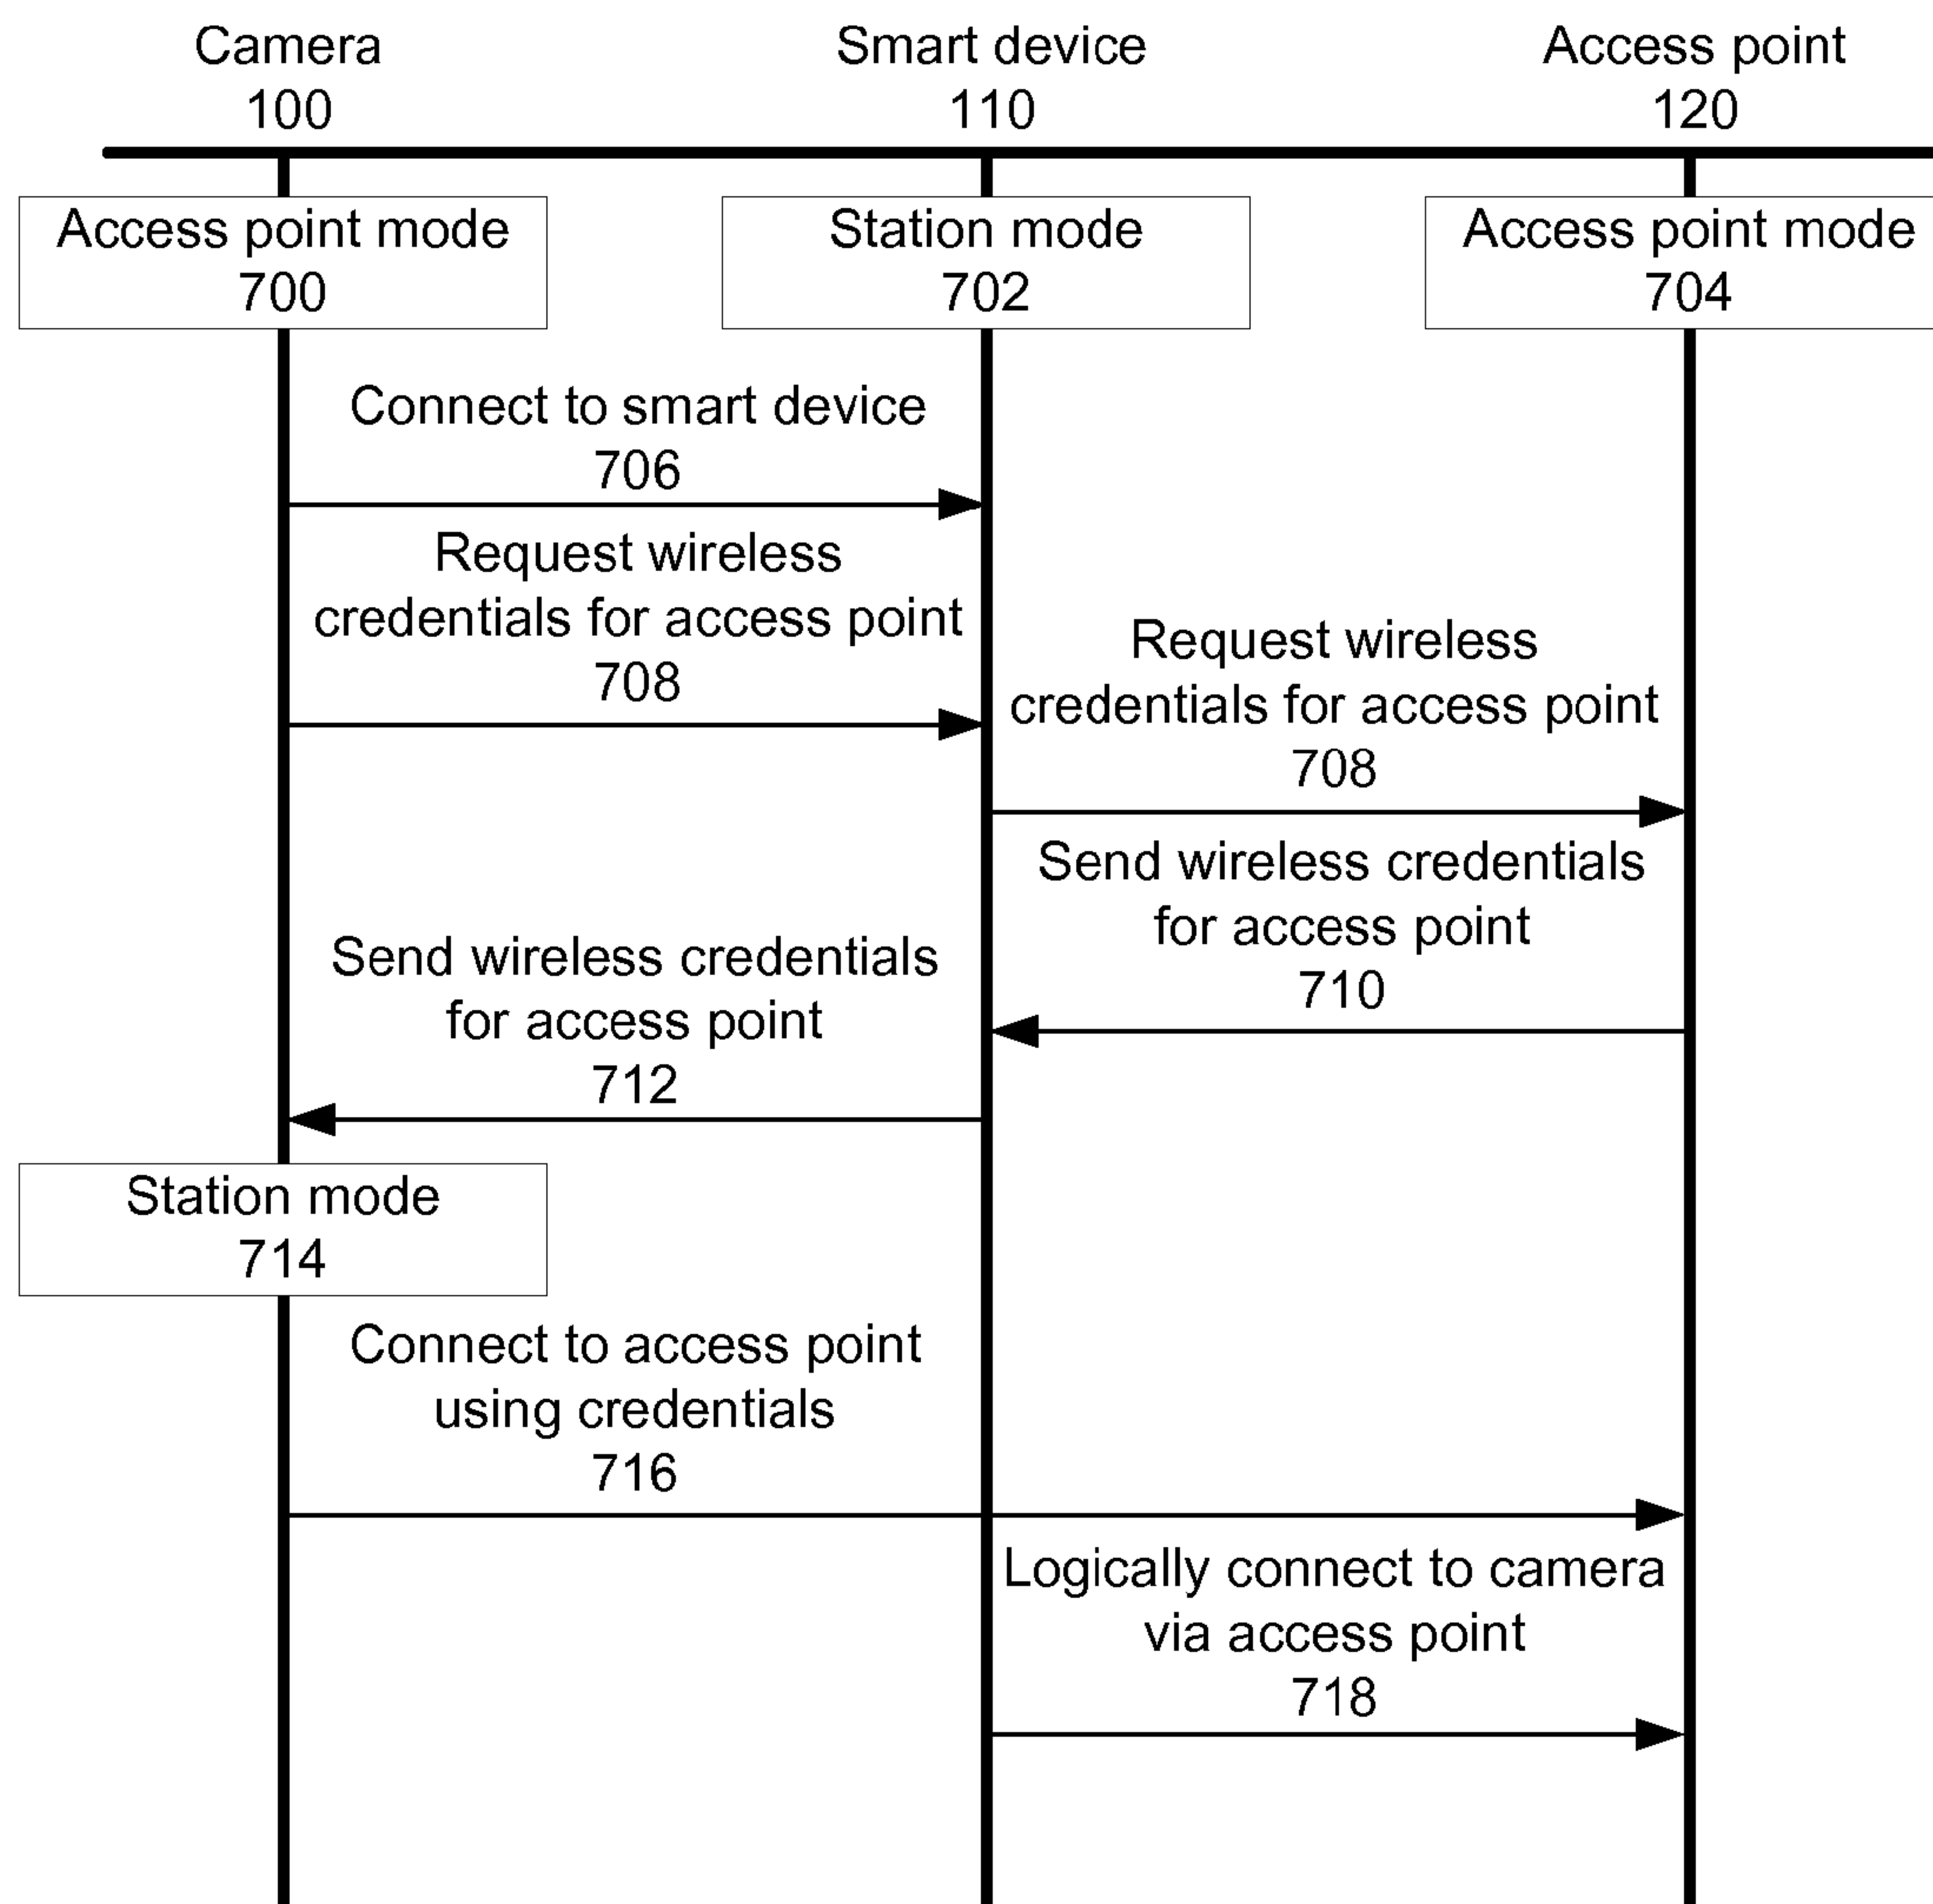 Camera
100
Smart device
110
Access point
120
Access point mode
700
Station mode
702
Access point mode
704
Connect to smart device
706
Request wireless
credentials for access point
708
Request wireless
credentials for access point
708
Send wireless credentials
for access point
710
Send wireless credentials
for access point
712
Station mode
714
Connect to access point
using credentials
716
Logically connect to camera
via access point
718